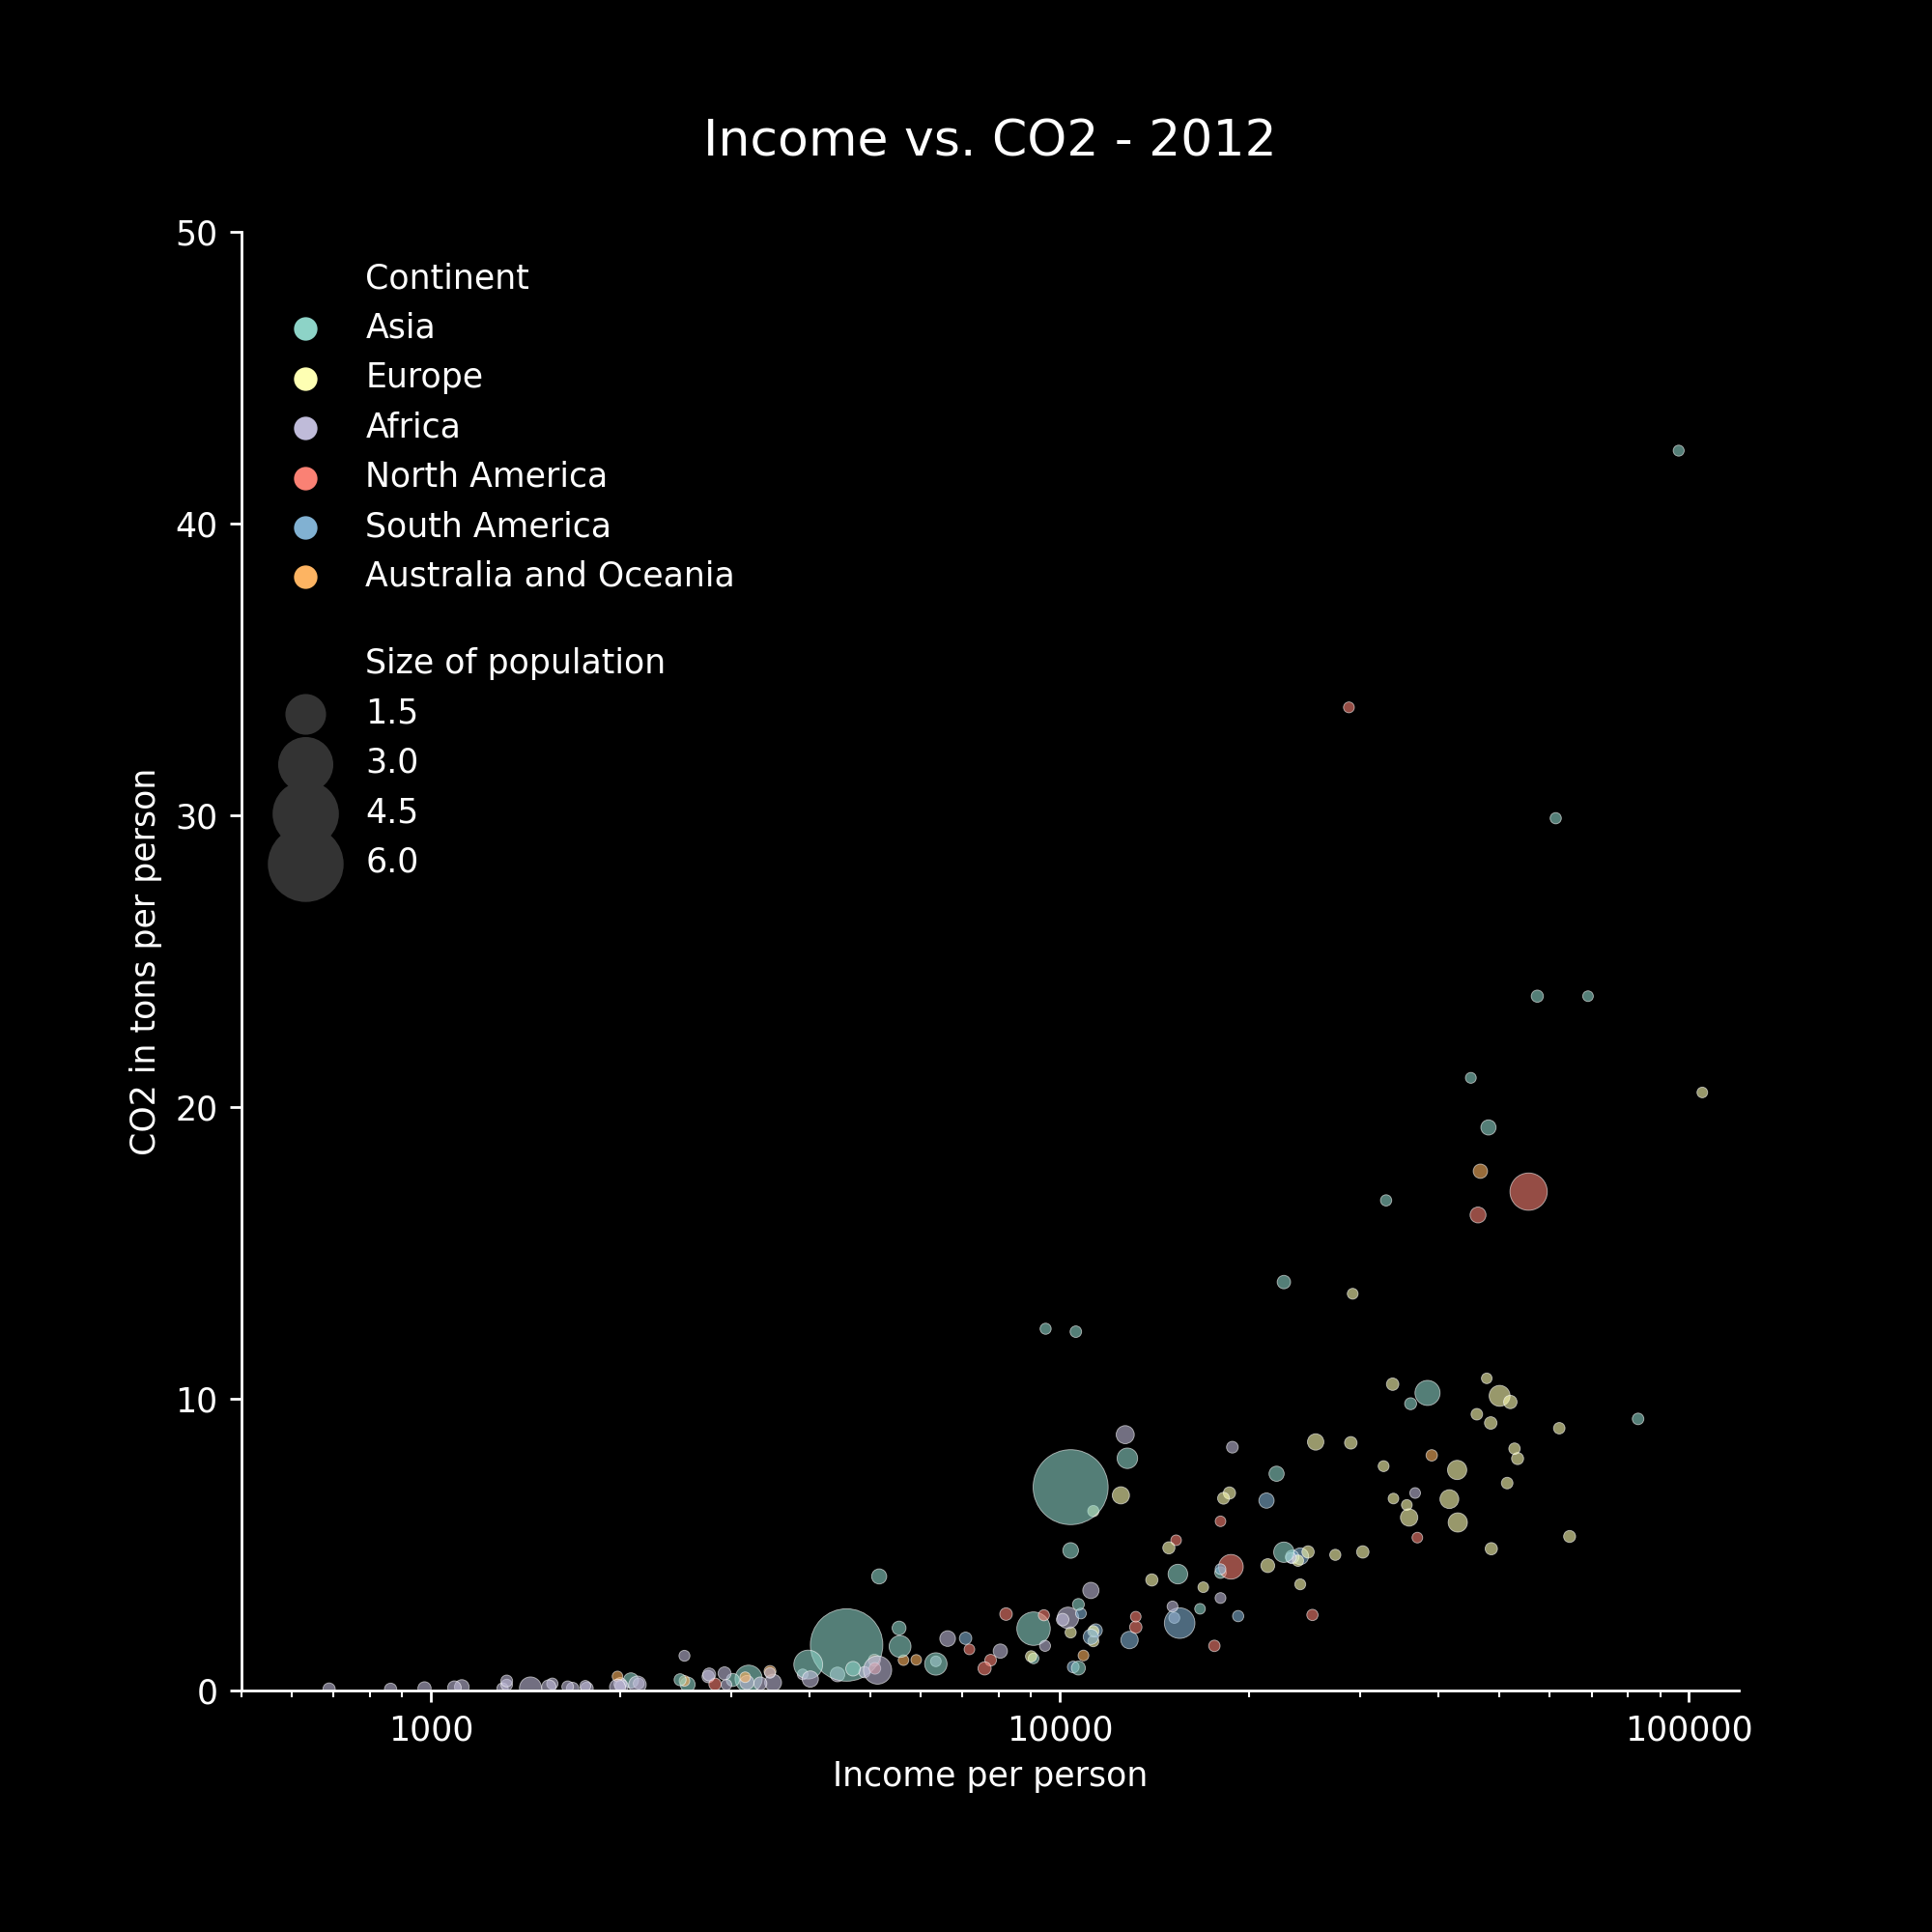 Income vs. CO2 - 2012
50
40
30
20
10
0
CO2 in tons per person
Continent
Asia
Europe
Africa
North America
South America
Australia and Oceania
Size of population
1.5
3.0
4.5
6.0
1000
10000
100000
Income per person